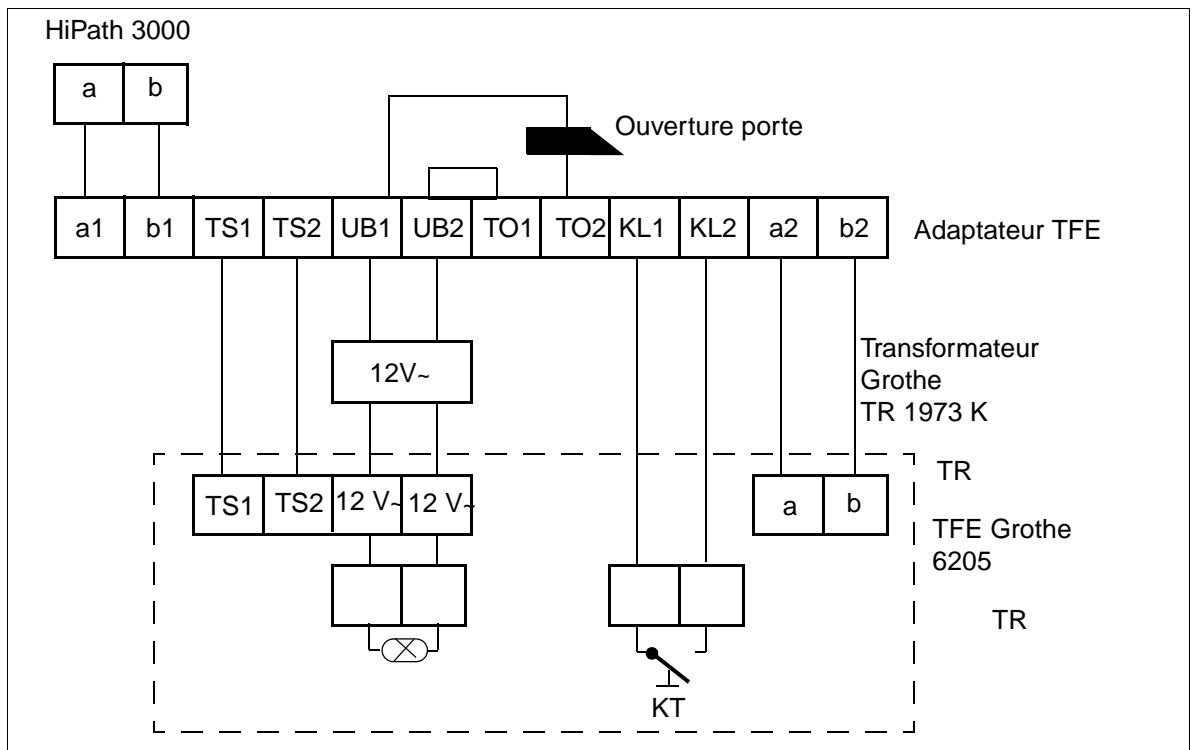 HiPath 3000
a b
Ouverture porte
a1 b1 TS1 TS2 UB1 UB2 TO1 TO2 KL1 KL2 a2 b2
Adaptateur TFE
12V~
Transformateur
Grothe
TR 1973 K
TR
TS1 TS2 12 V~ 12 V~
a b
TFE Grothe
6205
TR
KT